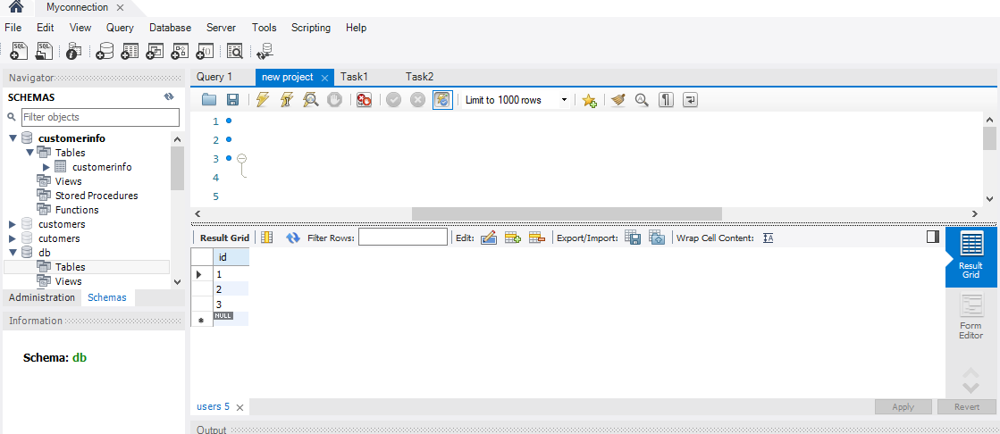 Myconnection
File Edit View Query Database Server Tools Scripting Help
SQL SQL
Navigator
SCHEMAS
Filter objects
customerinfo
Tables
customerinfo
Views
Stored Procedures
Functions
customers
cutomers
db
Tables
Views
Administration Schemas
Information
Schema: db
Query 1 new project Task1 Task2
Limit to 1000 rows
1
2
3
4
5
Result Grid Filter Rows: Edit: Export/Import: Wrap Cell Content: IA
id
1
2
3
NULL
Result
Grid
Form
Editor
users 5 Apply Revert
Output